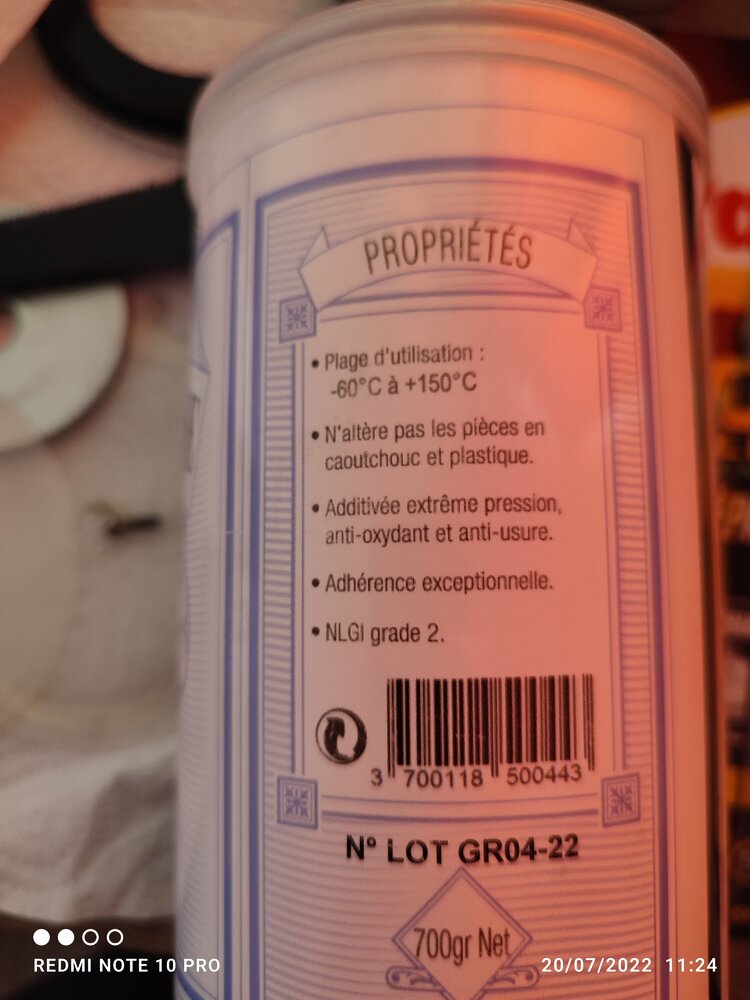 PROPRIÉTÉS
• Plage d'utilisation :
-60°C à +150°C
• N'altère pas les pièces en
caoutchouc et plastique.
• Additivée extrême pression,
anti-oxydant et anti-usure.
• Adhérence exceptionnelle.
• NLGI grade 2.
3 700118 500443
N° LOT GR04-22
700gr Net
REDMI NOTE 10 PRO
20/07/2022 11:24